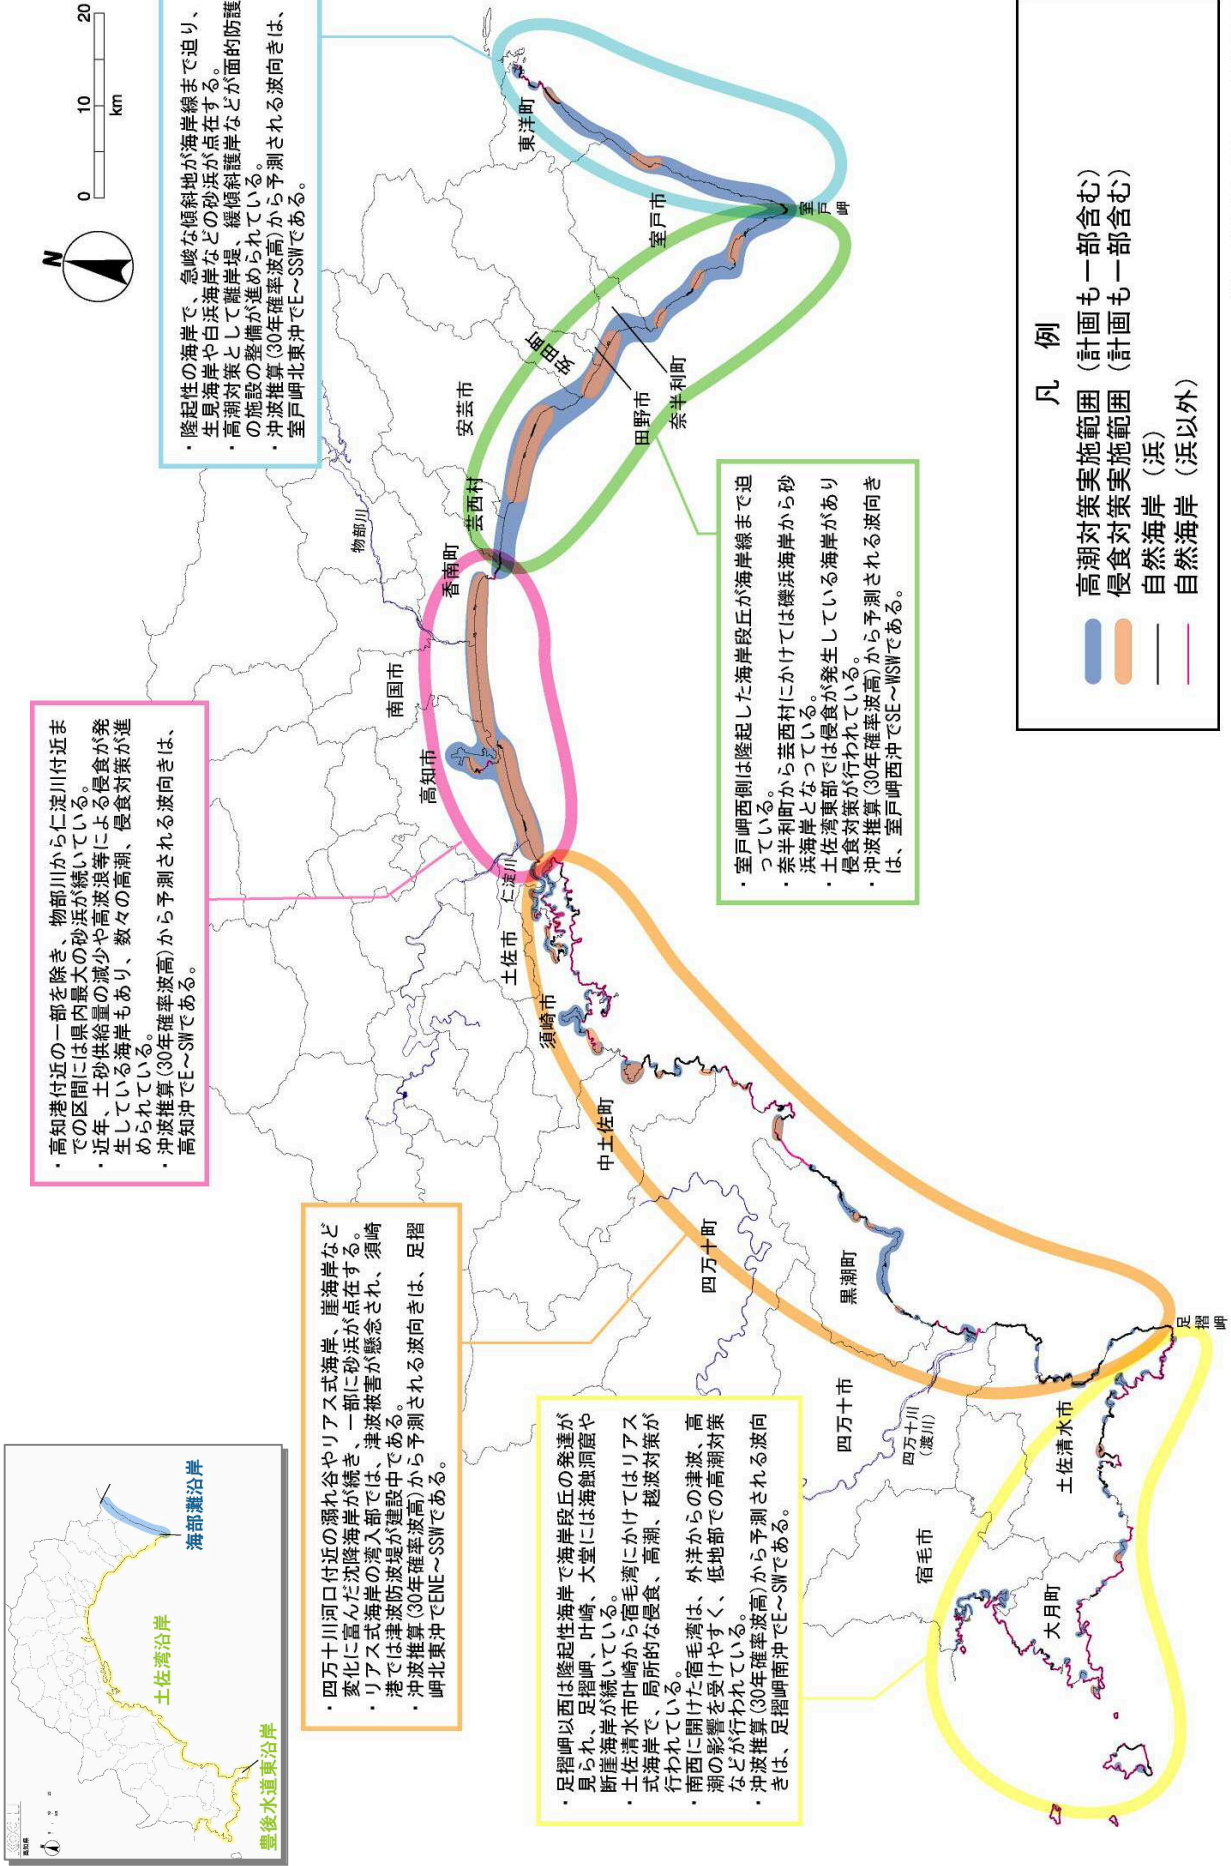 高知県
海部灘沿岸
土佐湾沿岸
豊後水道東沿岸
・高知港付近の一部を除き、物部川から仁淀川付近ま
での区間には県内最大の砂浜が続いている。
・近年、土砂供給量の減少や高波浪等による侵食が発
生している海岸もあり、数々の高潮、侵食対策が進
められている。
・沖波推算(30年確率波高)から予測される波向きは、
高知沖でE~SWである。
N
0 10 20
km
・隆起性の海岸で、急峻な傾斜地が海岸線まで迫り、
生見海岸や白浜海岸などの砂浜が点在する。
・高潮対策として離岸堤、緩傾斜護岸などが面的防護
の施設の整備が進められている。
・沖波推算(30年確率波高)から予測される波向きは、
室戸岬北東沖でE~SSWである。
・四万十川河口付近の溺れ谷やリアス式海岸、崖海岸など
変化に富んだ沈降海岸が続き、一部に砂浜が点在する。
・リアス式海岸の湾入部では、津波被害が懸念され、須崎
港では津波防波堤が建設中である。
・沖波推算(30年確率波高)から予測される波向きは、足摺
岬北東沖でENE~SSWである。
・足摺岬以西は隆起性海岸で海岸段丘の発達が
見られ、足摺岬、叶崎、大堂には海蝕洞窟や
断崖海岸が続いている。
・土佐清水市叶崎から宿毛湾にかけてはリアス
式海岸で、局所的な侵食、高潮、越波対策が
行われている。
・南西に開けた宿毛湾は、外洋からの津波、高
潮の影響を受けやすく、低地部での高潮対策
などが行われている。
・沖波推算(30年確率波高)から予測される波向
きは、足摺岬南沖でE~SWである。
・室戸岬西側は隆起した海岸段丘が海岸線まで迫
っている。
・奈半利町から芸西村にかけては礫浜海岸から砂
浜海岸となっている。
・土佐湾東部では侵食が発生している海岸があり
侵食対策が行われている。
・沖波推算(30年確率波高)から予測される波向き
は、室戸岬西沖でSE~WSWである。
東洋町
室戸市
室戸岬
安田町
田野市
奈半利町
安芸市
芸西村
物部川
香南町
南国市
高知市
仁淀川
土佐市
須崎市
中土佐町
四万十町
黒潮町
四万十市
四万十川
(渡川)
土佐清水市
足摺岬
宿毛市
大月町
凡 例
高潮対策実施範囲(計画も一部含む)
侵食対策実施範囲(計画も一部含む)
自然海岸(浜)
自然海岸(浜以外)